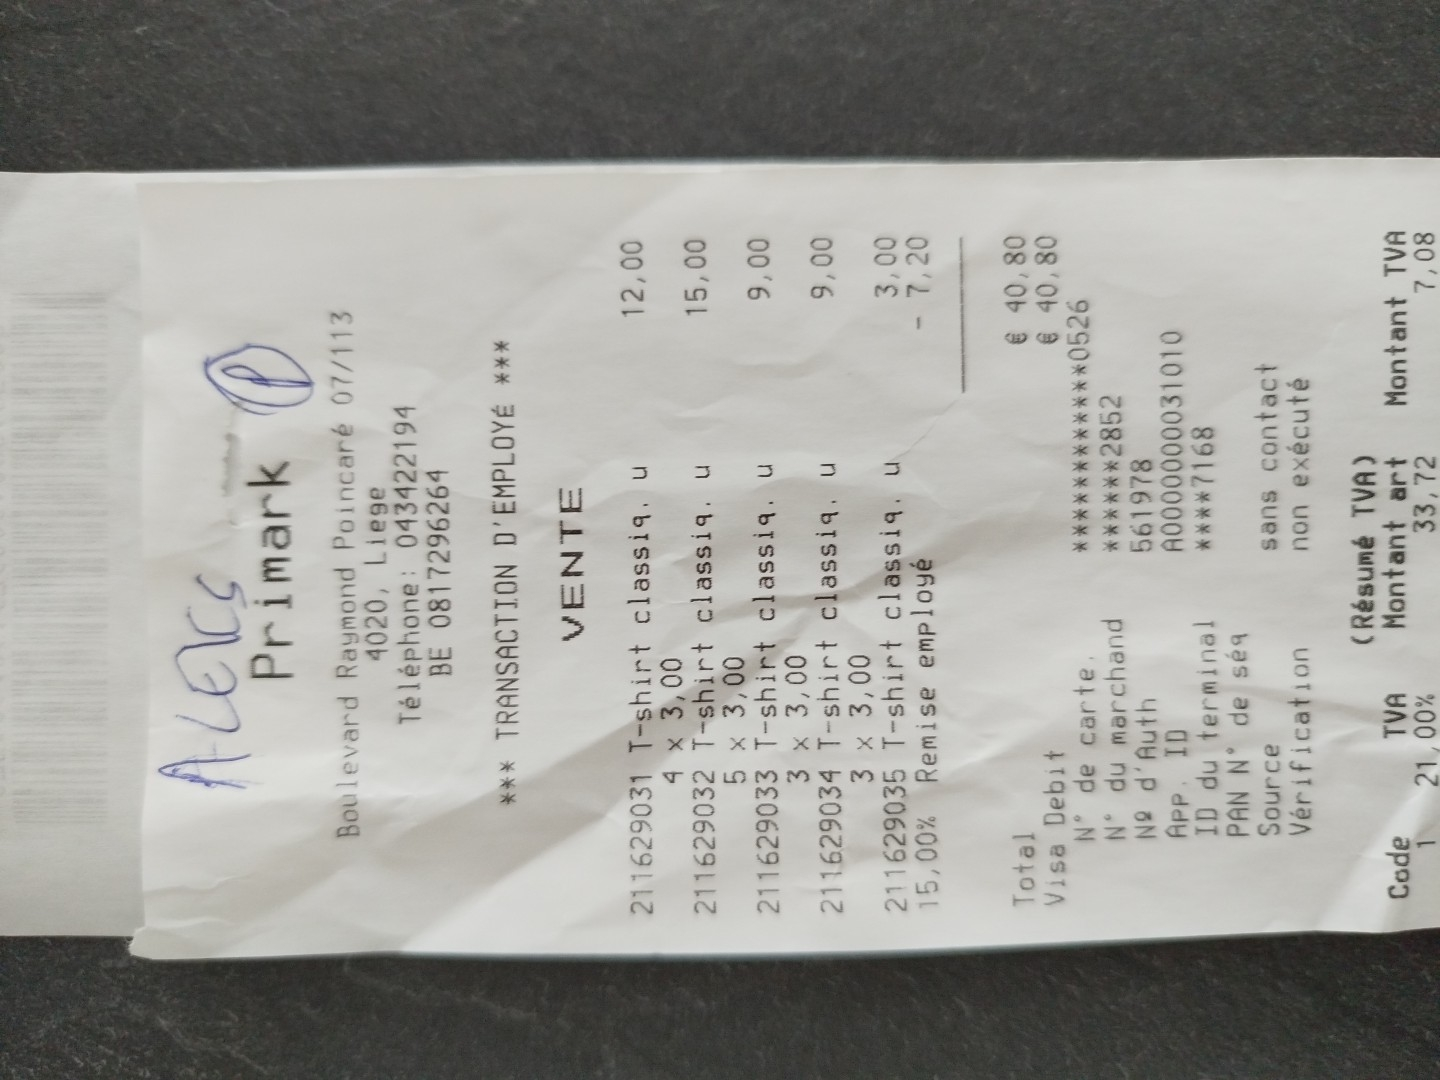 ALEXIS
Primark
Boulevard Raymond Poincaré 07/113
4020, Liege
Téléphone: 043422194
BE 0817296264
*** TRANSACTION D'EMPLOYÉ ***
VENTE
211629031 T-shirt classiq. u 12,00
4 x 3,00
211629032 T-shirt classiq. u 15,00
5 x 3,00
211629033 T-shirt classiq. u 9,00
3 x 3,00
211629034 T-shirt classiq. u 9,00
3 x 3,00
211629035 T-shirt classiq. u 3,00
15,00% Remise employé - 7,20
Total € 40,80
Visa Debit € 40,80
N° de carte. ************0526
N° du marchand *****2852
Nº d'Auth 561978
APP. ID A0000000031010
ID du terminal ****7168
PAN N° de séq
Source sans contact
Vérification non exécuté
(Résumé TVA)
Code TVA Montant art Montant TVA
1 21,00% 33,72 7,08